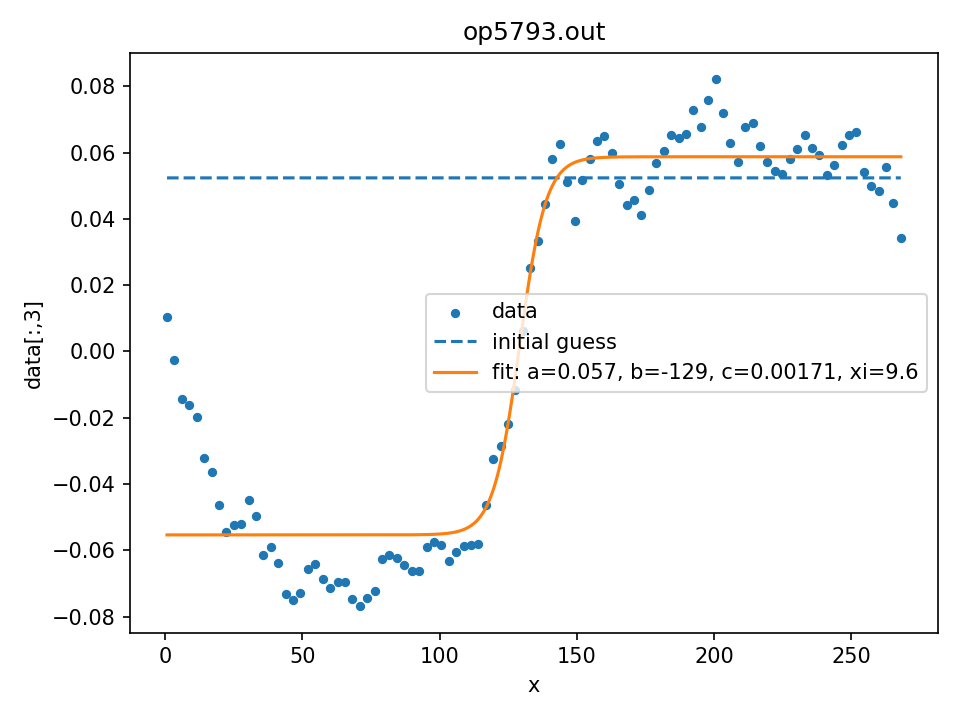 op5793.out
data[:,3]
0.08
0.06
0.04
0.02
0.00
−0.02
−0.04
−0.06
−0.08
data
initial guess
fit: a=0.057, b=-129, c=0.00171, xi=9.6
0 50 100 150 200 250
x